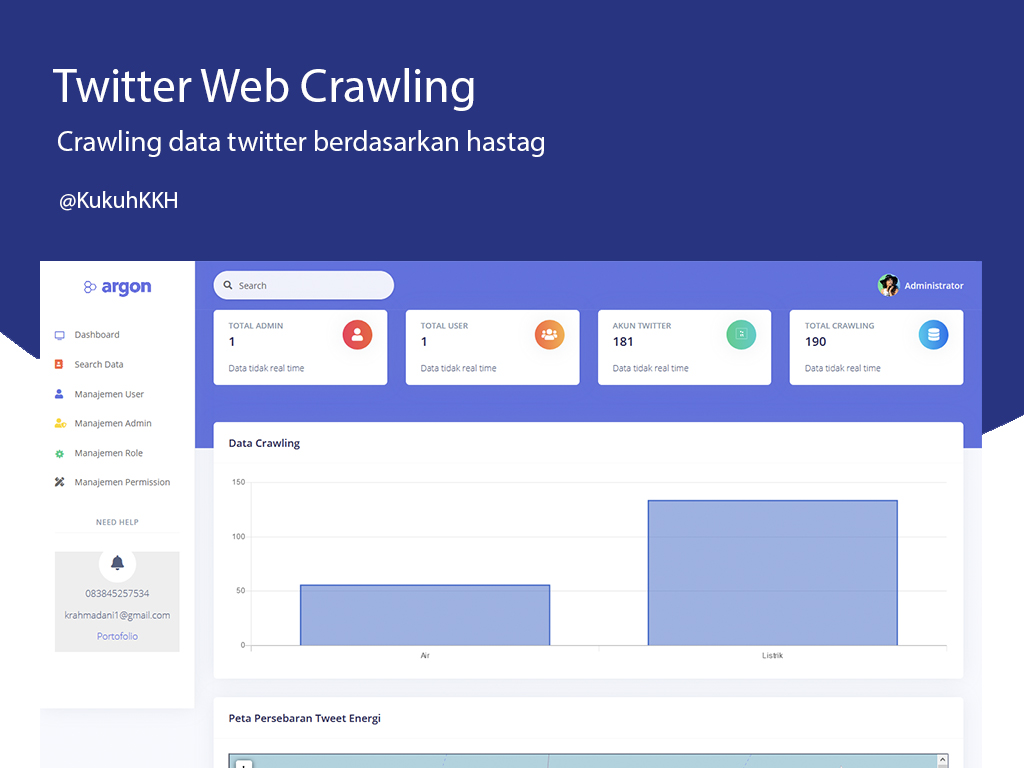 Twitter Web Crawling
Crawling data twitter berdasarkan hastag
@KukuhKKH
argon
Dashboard
Search Data
Manajemen User
Manajemen Admin
Manajemen Role
Manajemen Permission
NEED HELP
083845257534
krahmadani1@gmail.com
Portofolio
Search
Administrator
TOTAL ADMIN
1
Data tidak real time
TOTAL USER
1
Data tidak real time
AKUN TWITTER
181
Data tidak real time
TOTAL CRAWLING
190
Data tidak real time
Data Crawling
150
100
50
0
Air
Listrik
Peta Persebaran Tweet Energi